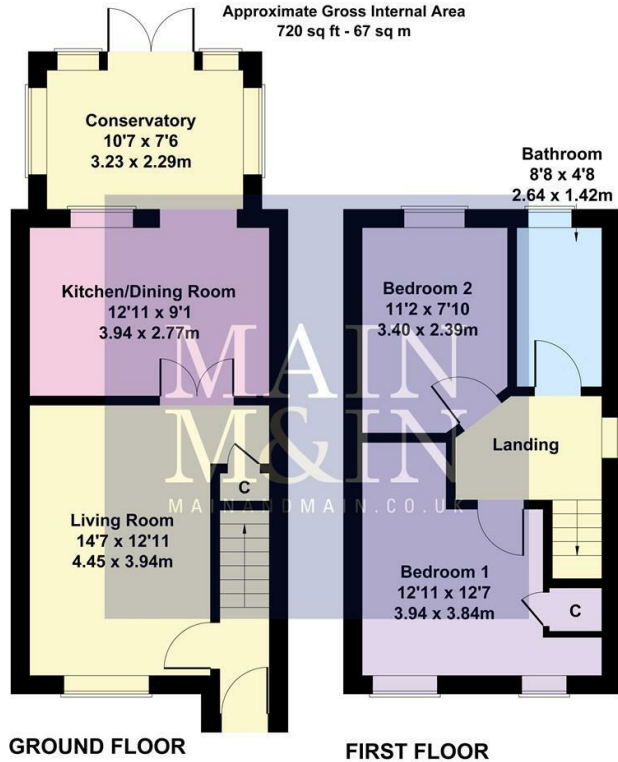 Approximate Gross Internal Area
720 sq ft - 67 sq m
Conservatory
10'7 x 7'6
3.23 x 2.29m
Kitchen/Dining Room
12'11 x 9'1
3.94 x 2.77m
C
Living Room
14'7 x 12'11
4.45 x 3.94m
GROUND FLOOR
Bathroom
8'8 x 4'8
2.64 x 1.42m
Bedroom 2
11'2 x 7'10
3.40 x 2.39m
Landing
Bedroom 1
12'11 x 12'7
3.94 x 3.84m
C
FIRST FLOOR
MAIN
M&IN
MAINANDMAIN.CO.UK